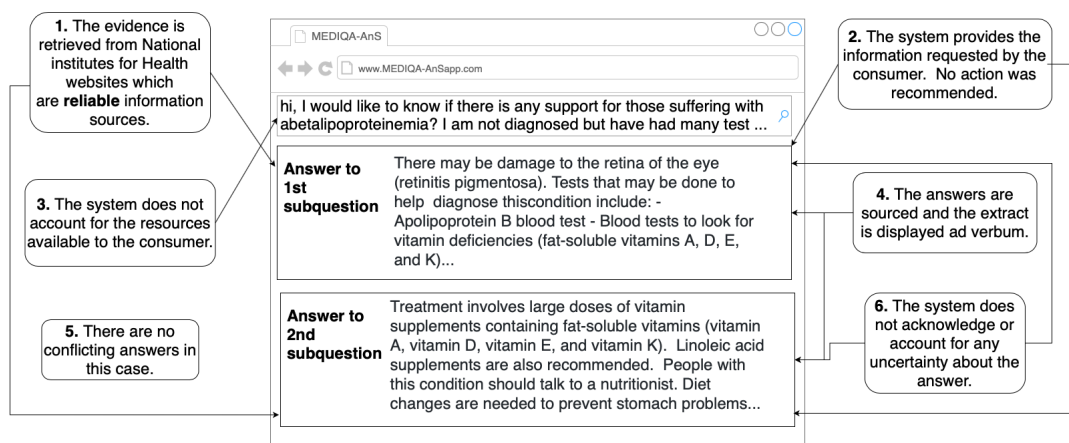 1. The evidence is
retrieved from National
institutes for Health
websites which
are reliable information
sources.
MEDIQA-AnS
www.MEDIQA-AnSapp.com
2. The system provides the
information requested by the
consumer. No action was
recommended.
hi, I would like to know if there is any support for those suffering with
abetalipoproteinemia? I am not diagnosed but have had many test ...
3. The system does not
account for the resources
available to the consumer.
Answer to
1st
subquestion
There may be damage to the retina of the eye
(retinitis pigmentosa). Tests that may be done to
help diagnose thiscondition include: -
Apolipoprotein B blood test - Blood tests to look for
vitamin deficiencies (fat-soluble vitamins A, D, E,
and K)...
4. The answers are
sourced and the extract
is displayed ad verbum.
5. There are no
conflicting answers in
this case.
Answer to
2nd
subquestion
Treatment involves large doses of vitamin
supplements containing fat-soluble vitamins (vitamin
A, vitamin D, vitamin E, and vitamin K). Linoleic acid
supplements are also recommended. People with
this condition should talk to a nutritionist. Diet
changes are needed to prevent stomach problems...
6. The system does
not acknowledge or
account for any
uncertainty about the
answer.